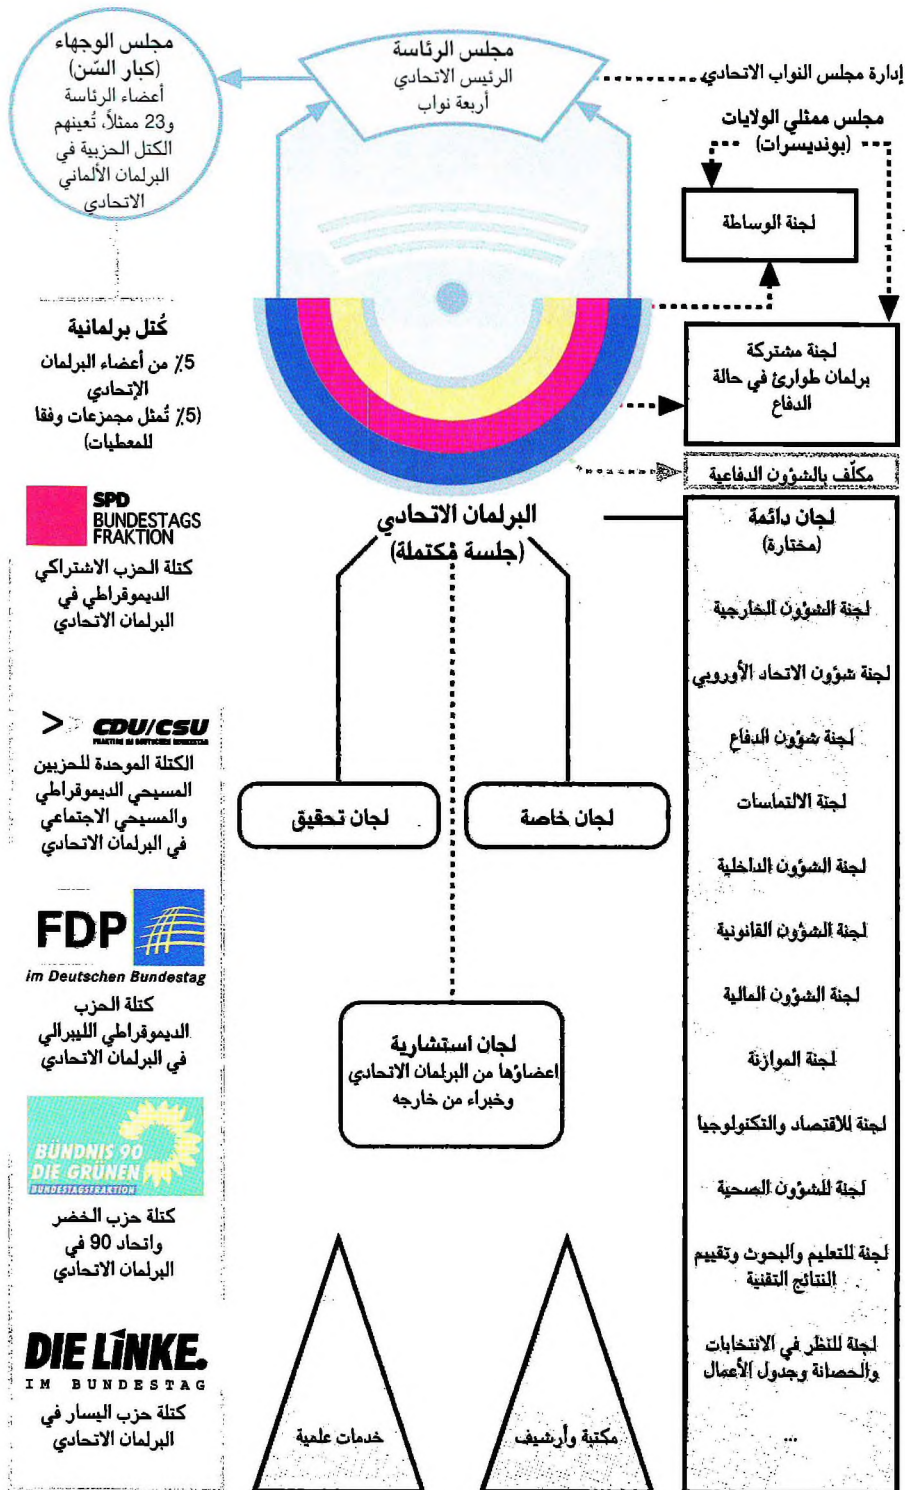 مجلس الوجهاء
(كبار السّن)
أعضاء الرئاسة
و23 ممثلاً، تُعينهم
الكتل الحزبية في
البرلمان الألماني
الاتحادي
مجلس الرئاسة
الرئيس الاتحادي
أربعة نواب
إدارة مجلس النواب الاتحادي
مجلس ممثلي الولايات
(بونديسرات)
لجنة الوساطة
لجنة مشتركة
برلمان طوارئ في حالة
الدفاع
مكلّف بالشؤون الدفاعية
كُتل برلمانية
5٪ من أعضاء البرلمان
الإتحادي
(5٪ تُمثل مجمزعات وفقا
للمعطيات)
SPD
BUNDESTAGS
FRAKTION
كتلة الحزب الاشتراكي
الديموقراطي في
البرلمان الاتحادي
> CDU/CSU
FRAKTION IM DEUTSCHEN BUNDESTAG
الكتلة الموحدة للحزبين
المسيحي الديموقراطي
والمسيحي الاجتماعي
في البرلمان الاتحادي
FDP
im Deutschen Bundestag
كتلة الحزب
الديموقراطي الليبرالي
في البرلمان الاتحادي
BÜNDNIS 90
DIE GRÜNEN
BUNDESTAGSFRAKTION
كتلة حزب الخضر
واتحاد 90 في
البرلمان الاتحادي
DIE LINKE.
IM BUNDESTAG
كتلة حزب اليسار في
البرلمان الاتحادي
البرلمان الاتحادي
(جلسة مكتملة)
لجان تحقيق
لجان خاصة
لجان استشارية
اعضاؤها من البرلمان الاتحادي
وخبراء من خارجه
خدمات علمية
مكتبة وأرشيف
لجان دائمة
(مختارة)
لجنة الشؤون الخارجية
لجنة شؤون الاتحاد الأوروبي
لجنة شؤون الدفاع
لجنة الالتماسات
لجنة الشؤون الداخلية
لجنة الشؤون القانونية
لجنة الشؤون المالية
لجنة الموازنة
لجنة للاقتصاد والتكنولوجيا
لجنة للشؤون الصحية
لجنة للتعليم والبحوث وتقييم
النتائج التقنية
لجنة للنظر في الانتخابات
والحصانة وجدول الأعمال
...